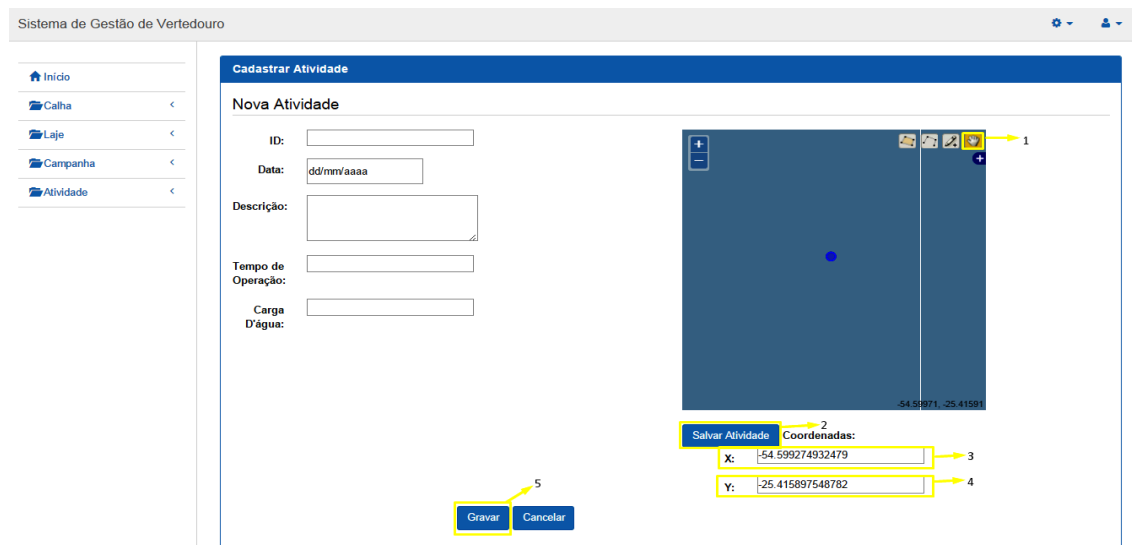 Sistema de Gestão de Vertedouro
Início
Calha
Laje
Campanha
Atividade
Cadastrar Atividade
Nova Atividade
ID:
Data:
dd/mm/aaaa
Descrição:
Tempo de
Operação:
Carga
D'água:
+
−
1
+
-54.59971, -25.41591
Salvar Atividade
2
Coordenadas:
X:
-54.599274932479
3
Y:
-25.415897548782
4
5
Gravar
Cancelar